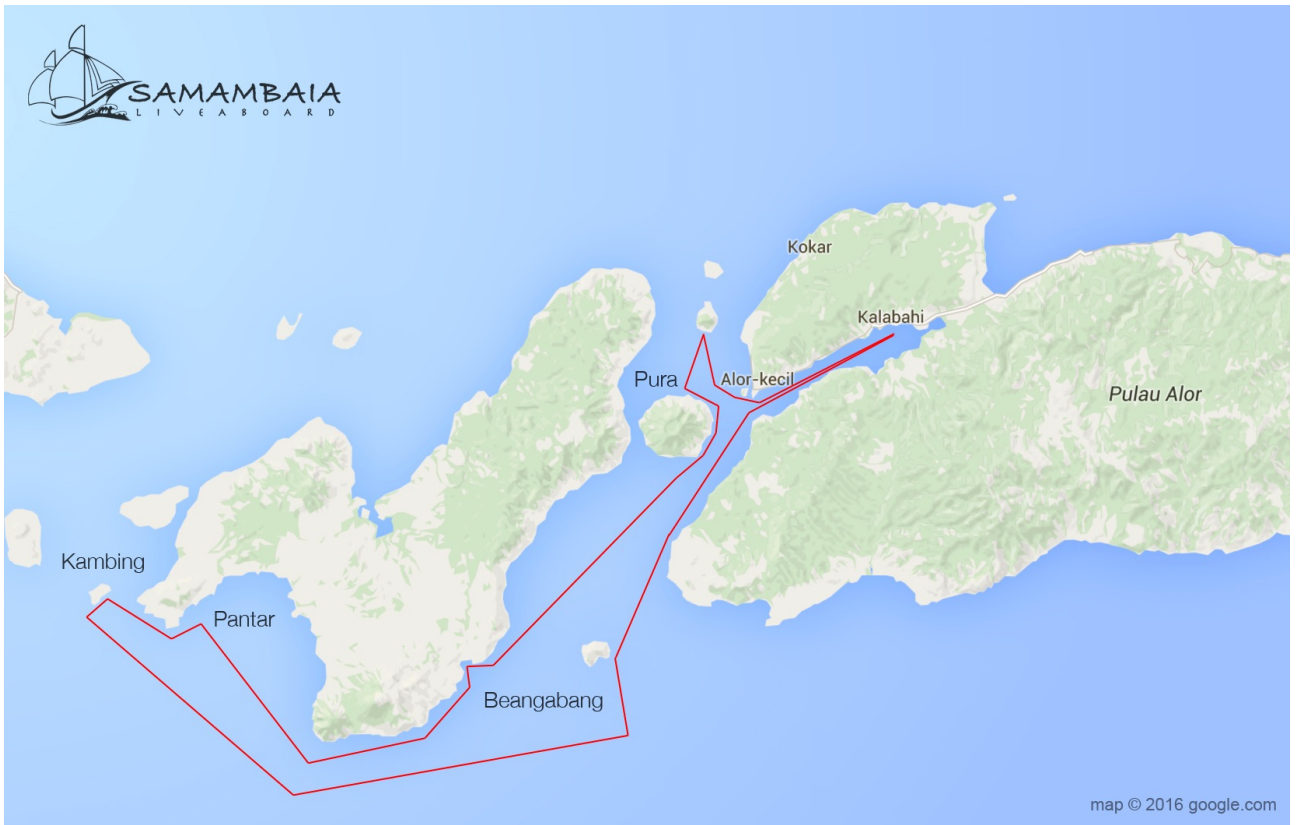 SAMAMBAIA
LIVEABOARD
Kokar
Kalabahi
Pura
Alor-kecil
Pulau Alor
Kambing
Pantar
Beangabang
map © 2016 google.com